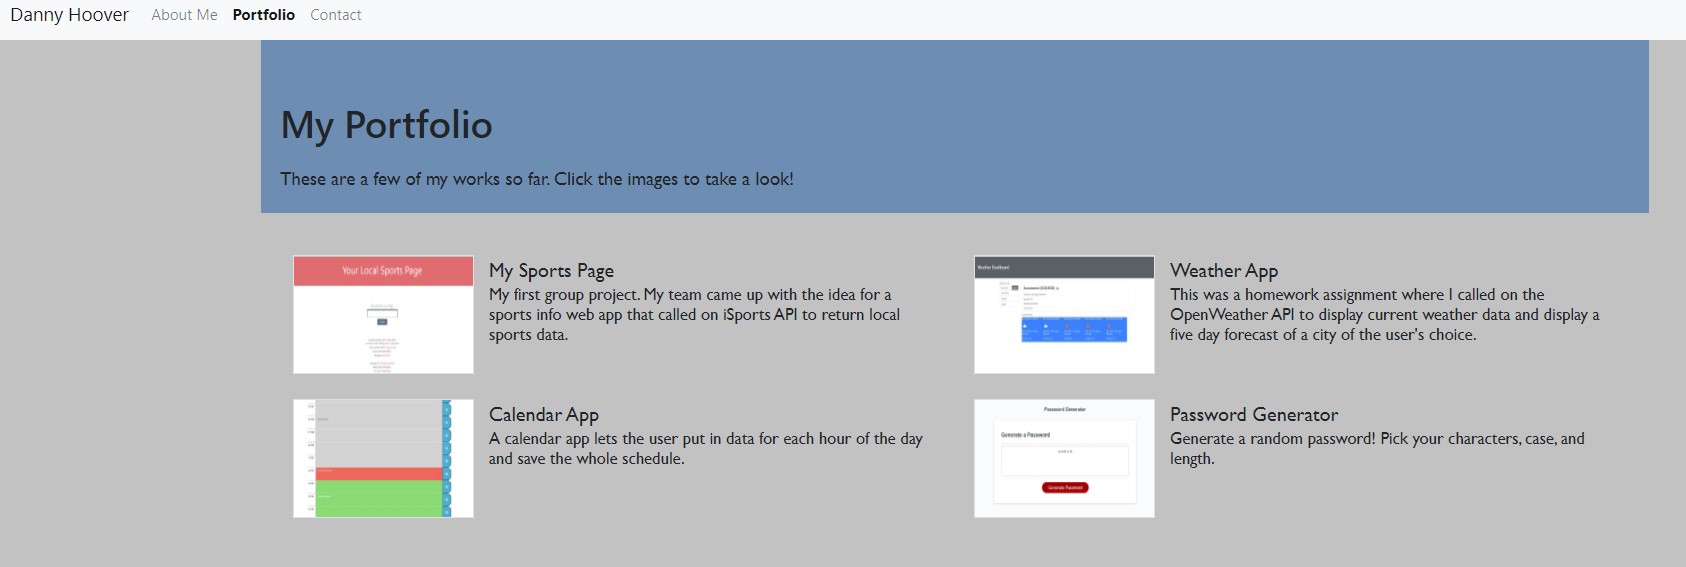 Danny Hoover About Me Portfolio Contact
My Portfolio
These are a few of my works so far. Click the images to take a look!
Your Local Sports Page
My Sports Page
My first group project. My team came up with the idea for a
sports info web app that called on iSports API to return local
sports data.
Weather Dashboard
Weather App
This was a homework assignment where I called on the
OpenWeather API to display current weather data and display a
five day forecast of a city of the user's choice.
Calendar App
A calendar app lets the user put in data for each hour of the day
and save the whole schedule.
Password Generator
Generate a Password
Generate Password
Password Generator
Generate a random password! Pick your characters, case, and
length.